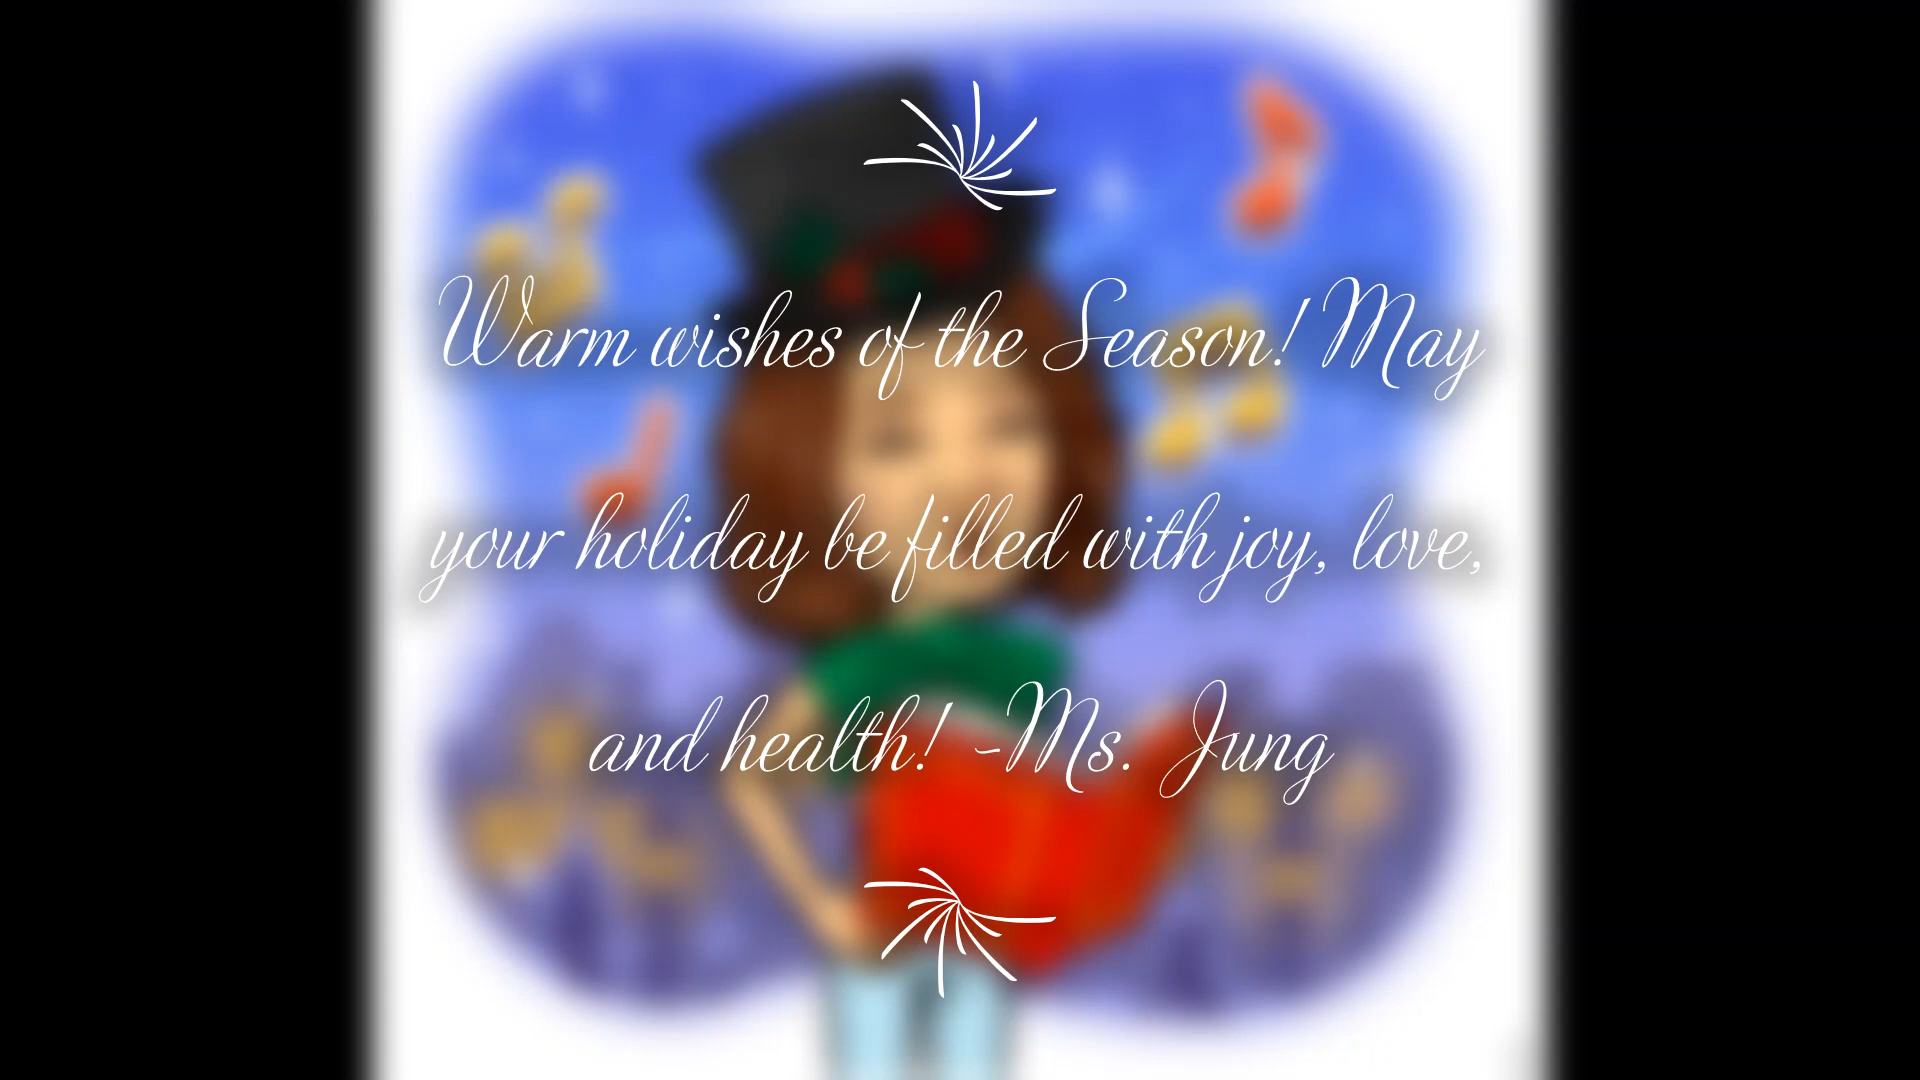 Warm wishes of the Season! May
your holiday be filled with joy, love,
and health! -Ms. Jung